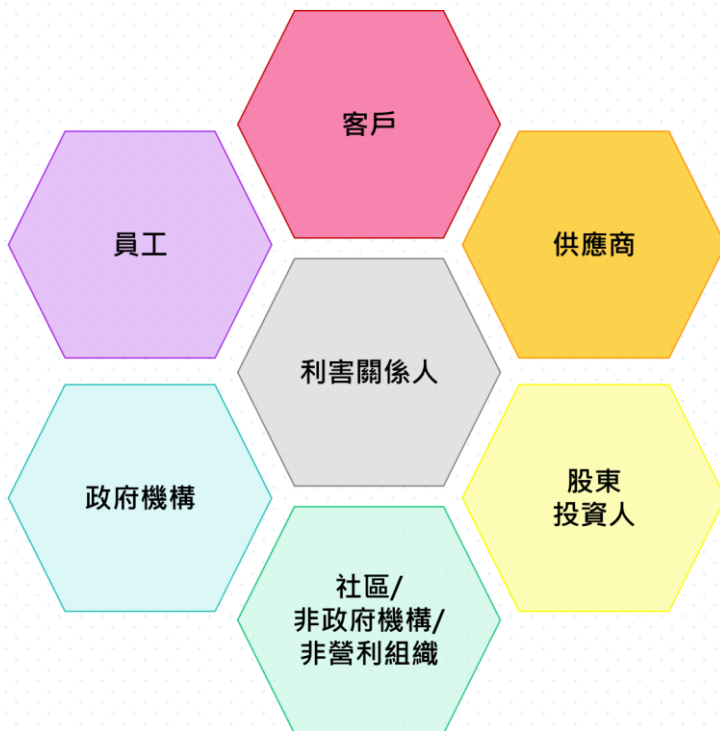 客戶
員工
供應商
利害關係人
政府機構
股東
投資人
社區/
非政府機構/
非營利組織